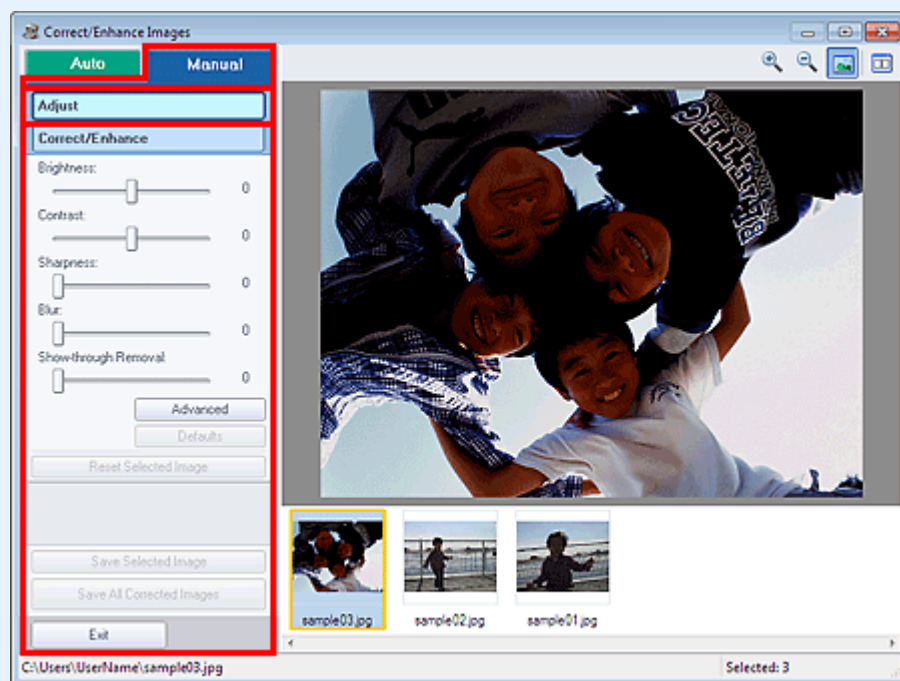 Correct/Enhance Images
Auto
Manual
Adjust
Correct/Enhance
Brightness:
0
Contrast:
0
Sharpness:
0
Blur:
0
Show-through Removal:
0
Advanced
Defaults
Reset Selected Image
Save Selected Image
Save All Corrected Images
Exit
sample03.jpg
sample02.jpg
sample01.jpg
C:\Users\UserName\sample03.jpg
Selected: 3